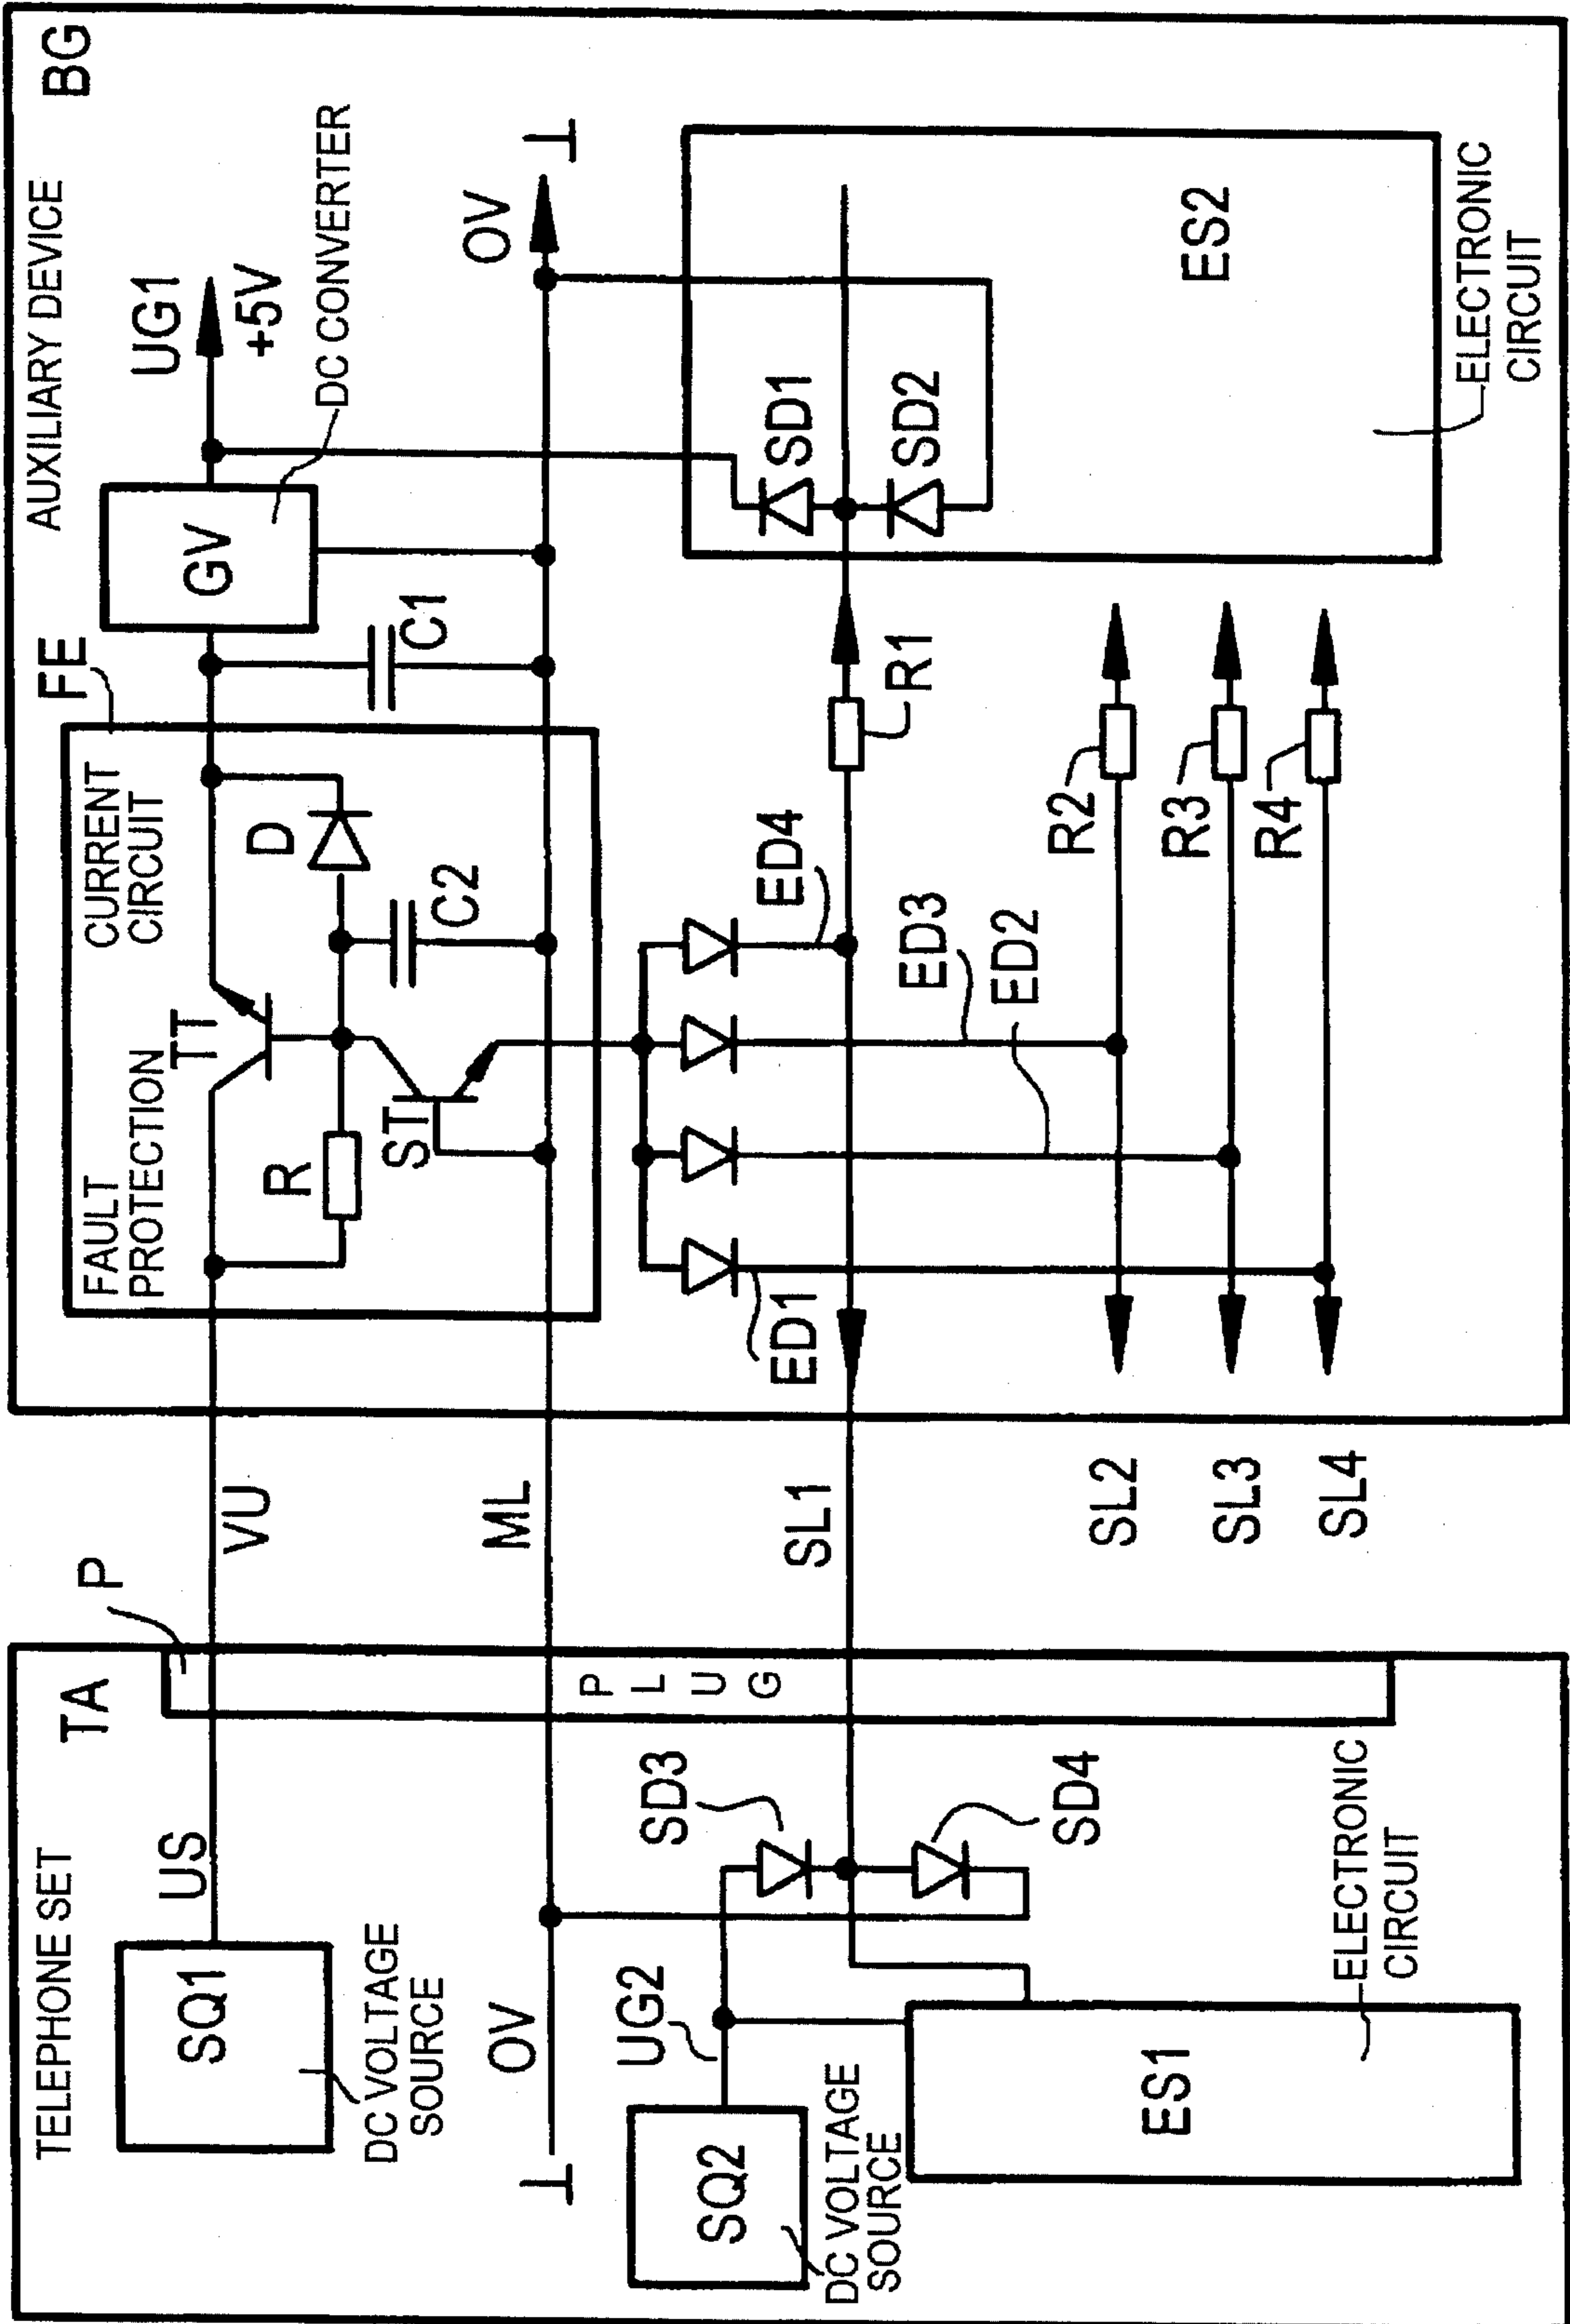 TELEPHONE SET
TA
P
AUXILIARY DEVICE
BG
SQ1
DC VOLTAGE
SOURCE
US
VU
FAULT
PROTECTION
CURRENT
CIRCUIT
FE
TT
R
ST
D
C2
C1
GV
UG1
+5V
DC CONVERTER
OV
ML
OV
PLUG
SQ2
DC VOLTAGE
SOURCE
UG2
SD3
SD4
ES1
ELECTRONIC
CIRCUIT
SL1
SL2
SL3
SL4
ED1
ED2
ED3
ED4
R1
R2
R3
R4
SD1
SD2
ES2
ELECTRONIC
CIRCUIT